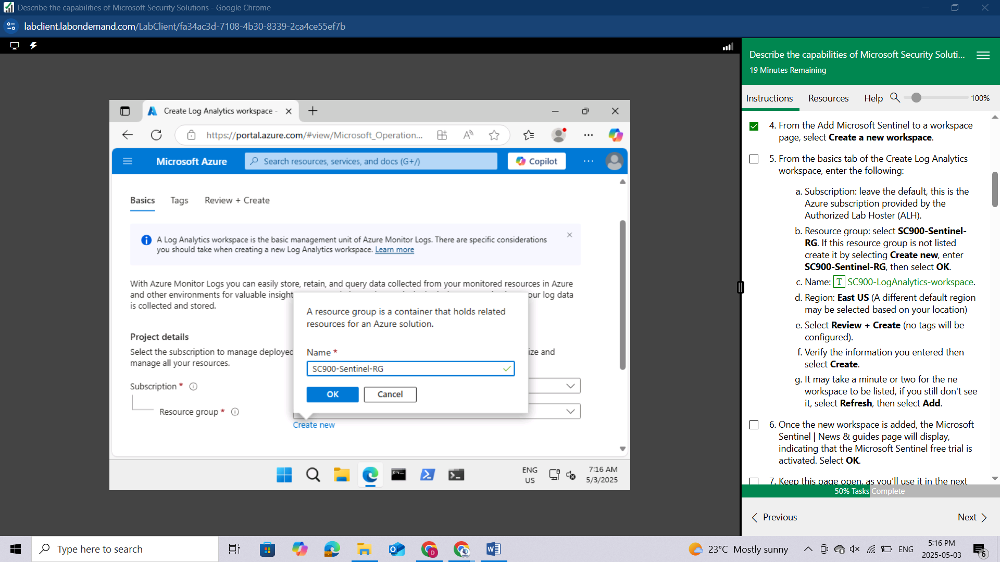 Describe the capabilities of Microsoft Security Solutions - Google Chrome
labclient.labondemand.com/LabClient/fa34ac3d-7108-4b30-8339-2ca4ce55ef7b
Create Log Analytics workspace -
https://portal.azure.com/#view/Microsoft_Operation...
Microsoft Azure
Search resources, services, and docs (G+/)
Copilot
Basics
Tags
Review + Create
A Log Analytics workspace is the basic management unit of Azure Monitor Logs. There are specific considerations
you should take when creating a new Log Analytics workspace. Learn more
With Azure Monitor Logs you can easily store, retain, and query data collected from your monitored resources in Azure
and other environments for valuable insight
our log data
is collected and stored.
A resource group is a container that holds related
resources for an Azure solution.
Name *
SC900-Sentinel-RG
OK
Cancel
Project details
Select the subscription to manage deployed
ize and
manage all your resources.
Subscription *
Resource group *
Create new
ENG
US
7:16 AM
5/3/2025
Describe the capabilities of Microsoft Security Soluti...
19 Minutes Remaining
Instructions
Resources
Help
100%
4. From the Add Microsoft Sentinel to a workspace
page, select Create a new workspace.
5. From the basics tab of the Create Log Analytics
workspace, enter the following:
a. Subscription: leave the default, this is the
Azure subscription provided by the
Authorized Lab Hoster (ALH).
b. Resource group: select SC900-Sentinel-
RG. If this resource group is not listed
create it by selecting Create new, enter
SC900-Sentinel-RG, then select OK.
c. Name: T SC900-LogAnalytics-workspace.
d. Region: East US (A different default region
may be selected based on your location)
e. Select Review + Create (no tags will be
configured).
f. Verify the information you entered then
select Create.
g. It may take a minute or two for the ne
workspace to be listed, if you still don't see
it, select Refresh, then select Add.
6. Once the new workspace is added, the Microsoft
Sentinel | News & guides page will display,
indicating that the Microsoft Sentinel free trial is
activated. Select OK.
7. Keep this page open, as you'll use it in the next
50% Tasks Complete
Previous
Next
Type here to search
23°C Mostly sunny
ENG
5:16 PM
2025-05-03
6